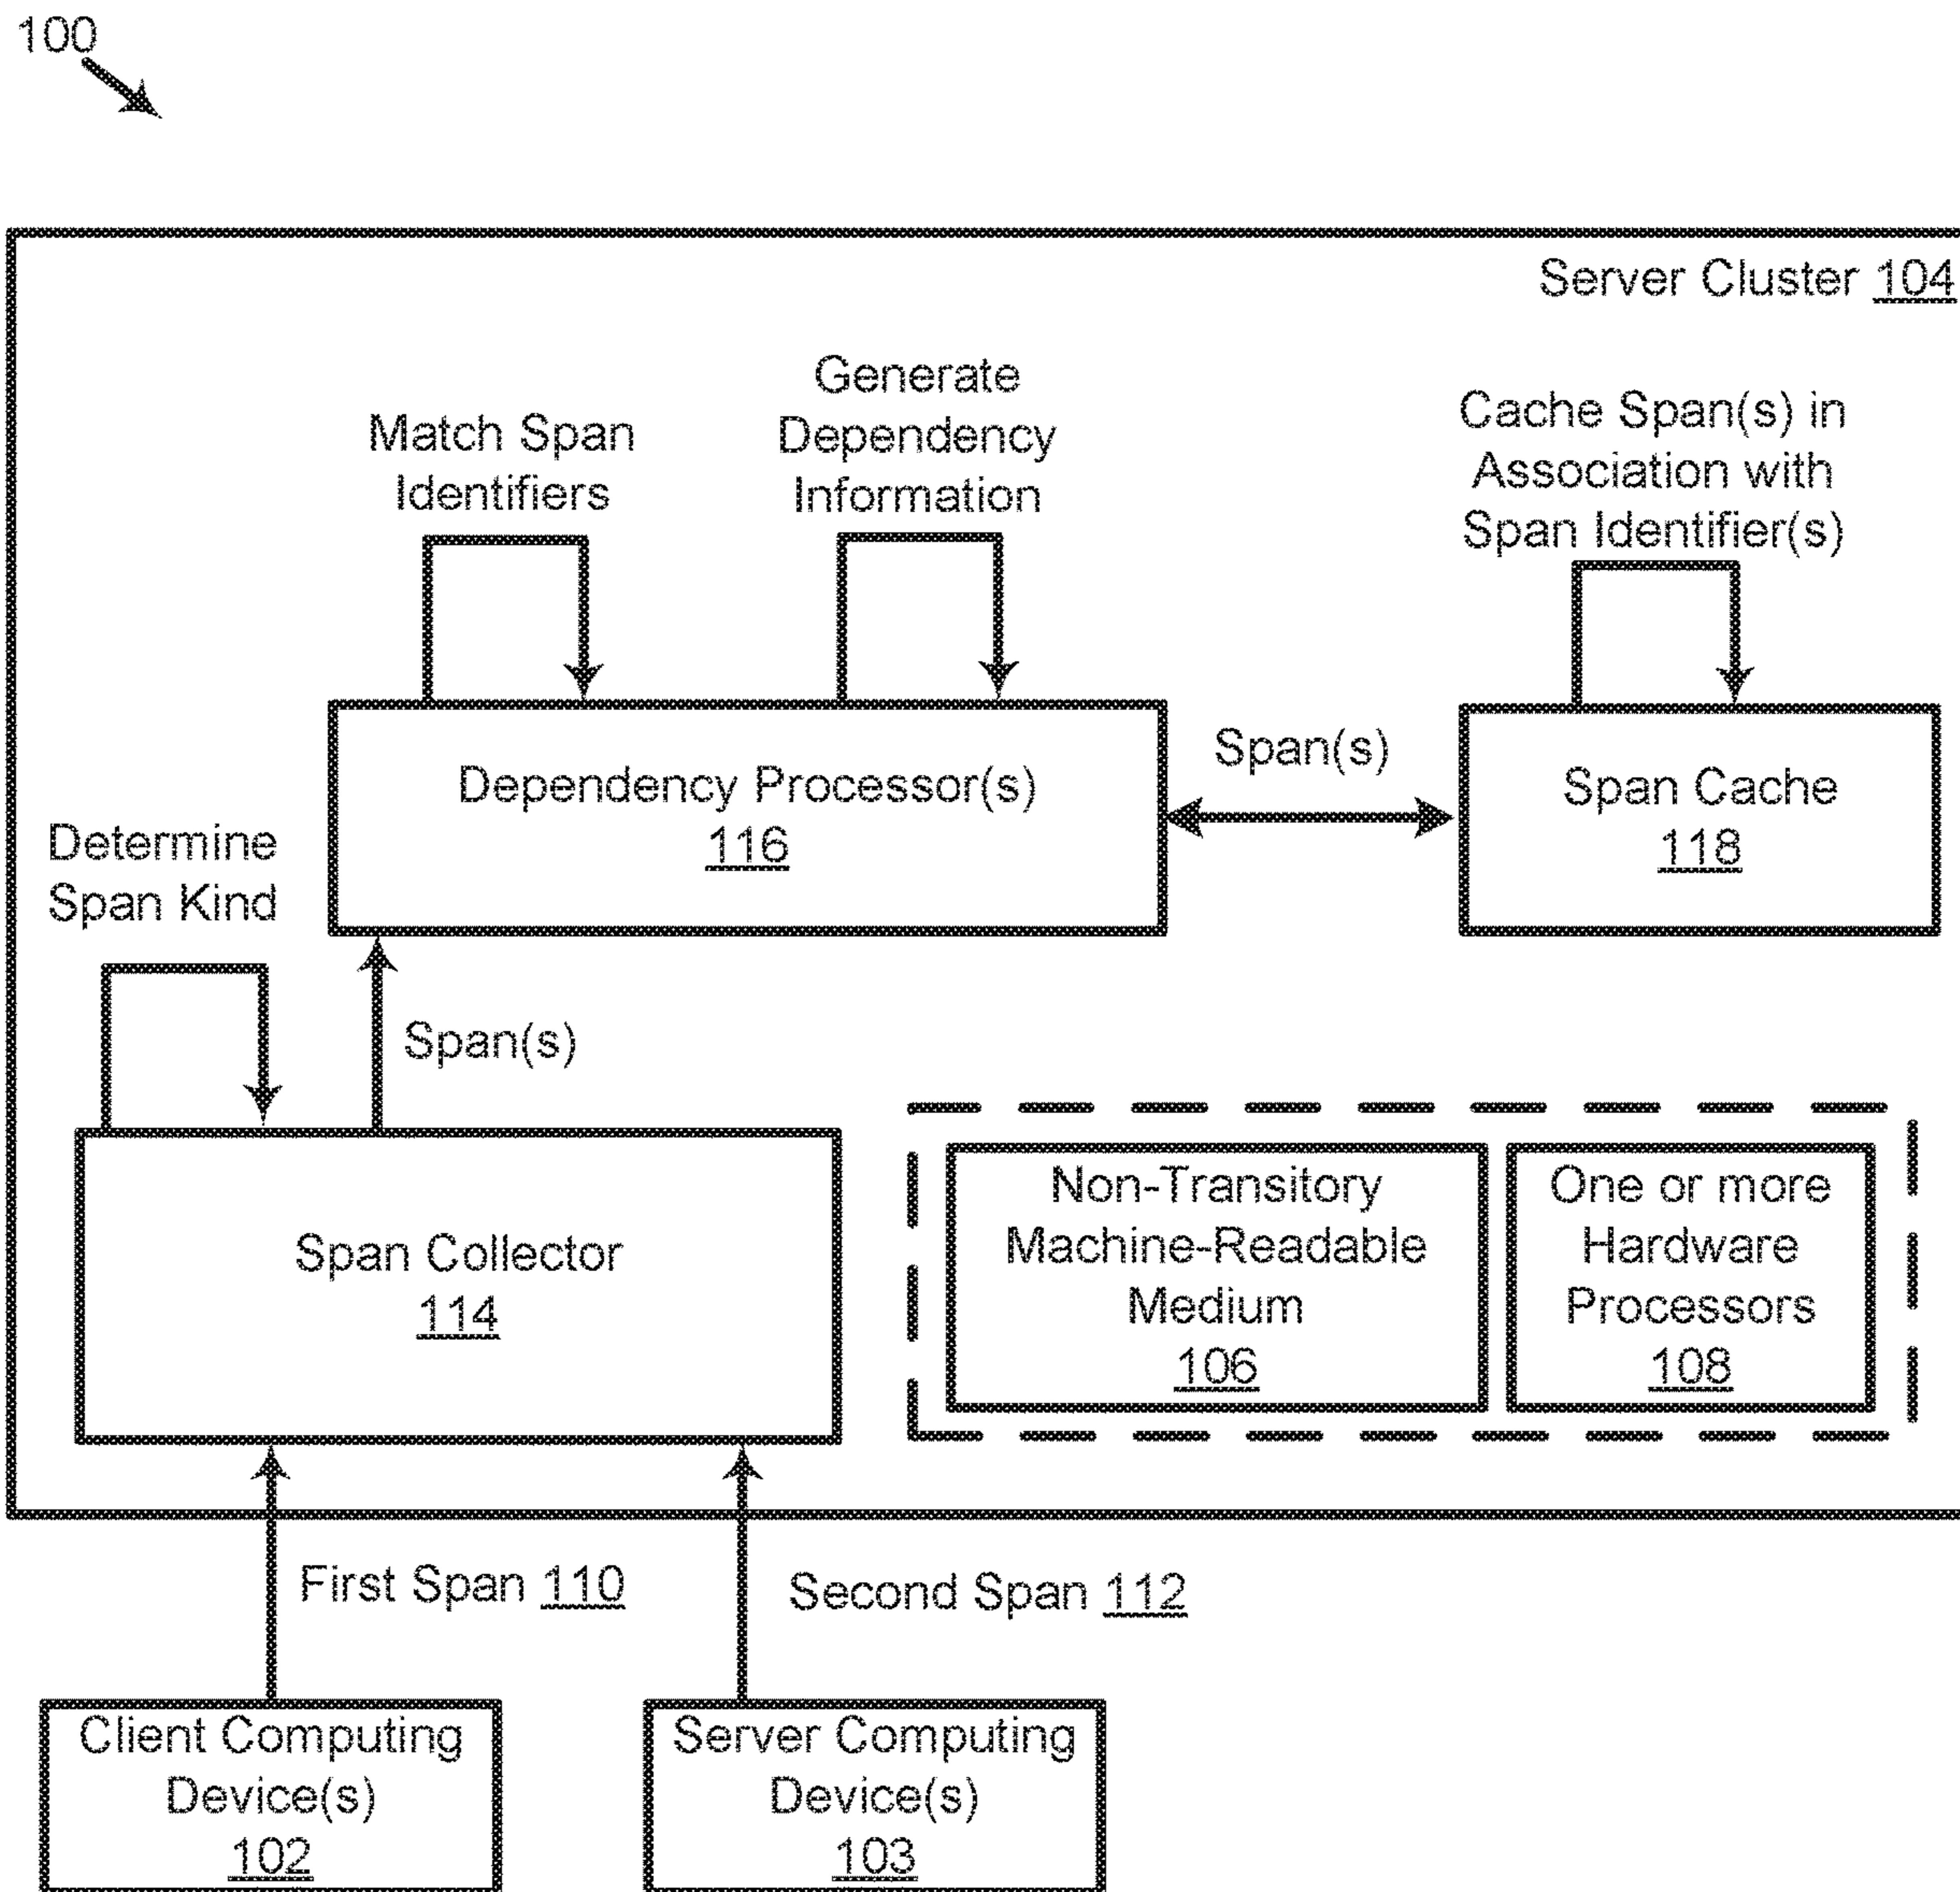 100
Server Cluster 104
Generate
Dependency
Information
Match Span
Identifiers
Cache Span(s) in
Association with
Span Identifier(s)
Dependency Processor(s)
116
Span(s)
Span Cache
118
Determine
Span Kind
Span(s)
Span Collector
114
Non-Transitory
Machine-Readable
Medium
106
One or more
Hardware
Processors
108
First Span 110
Second Span 112
Client Computing
Device(s)
102
Server Computing
Device(s)
103